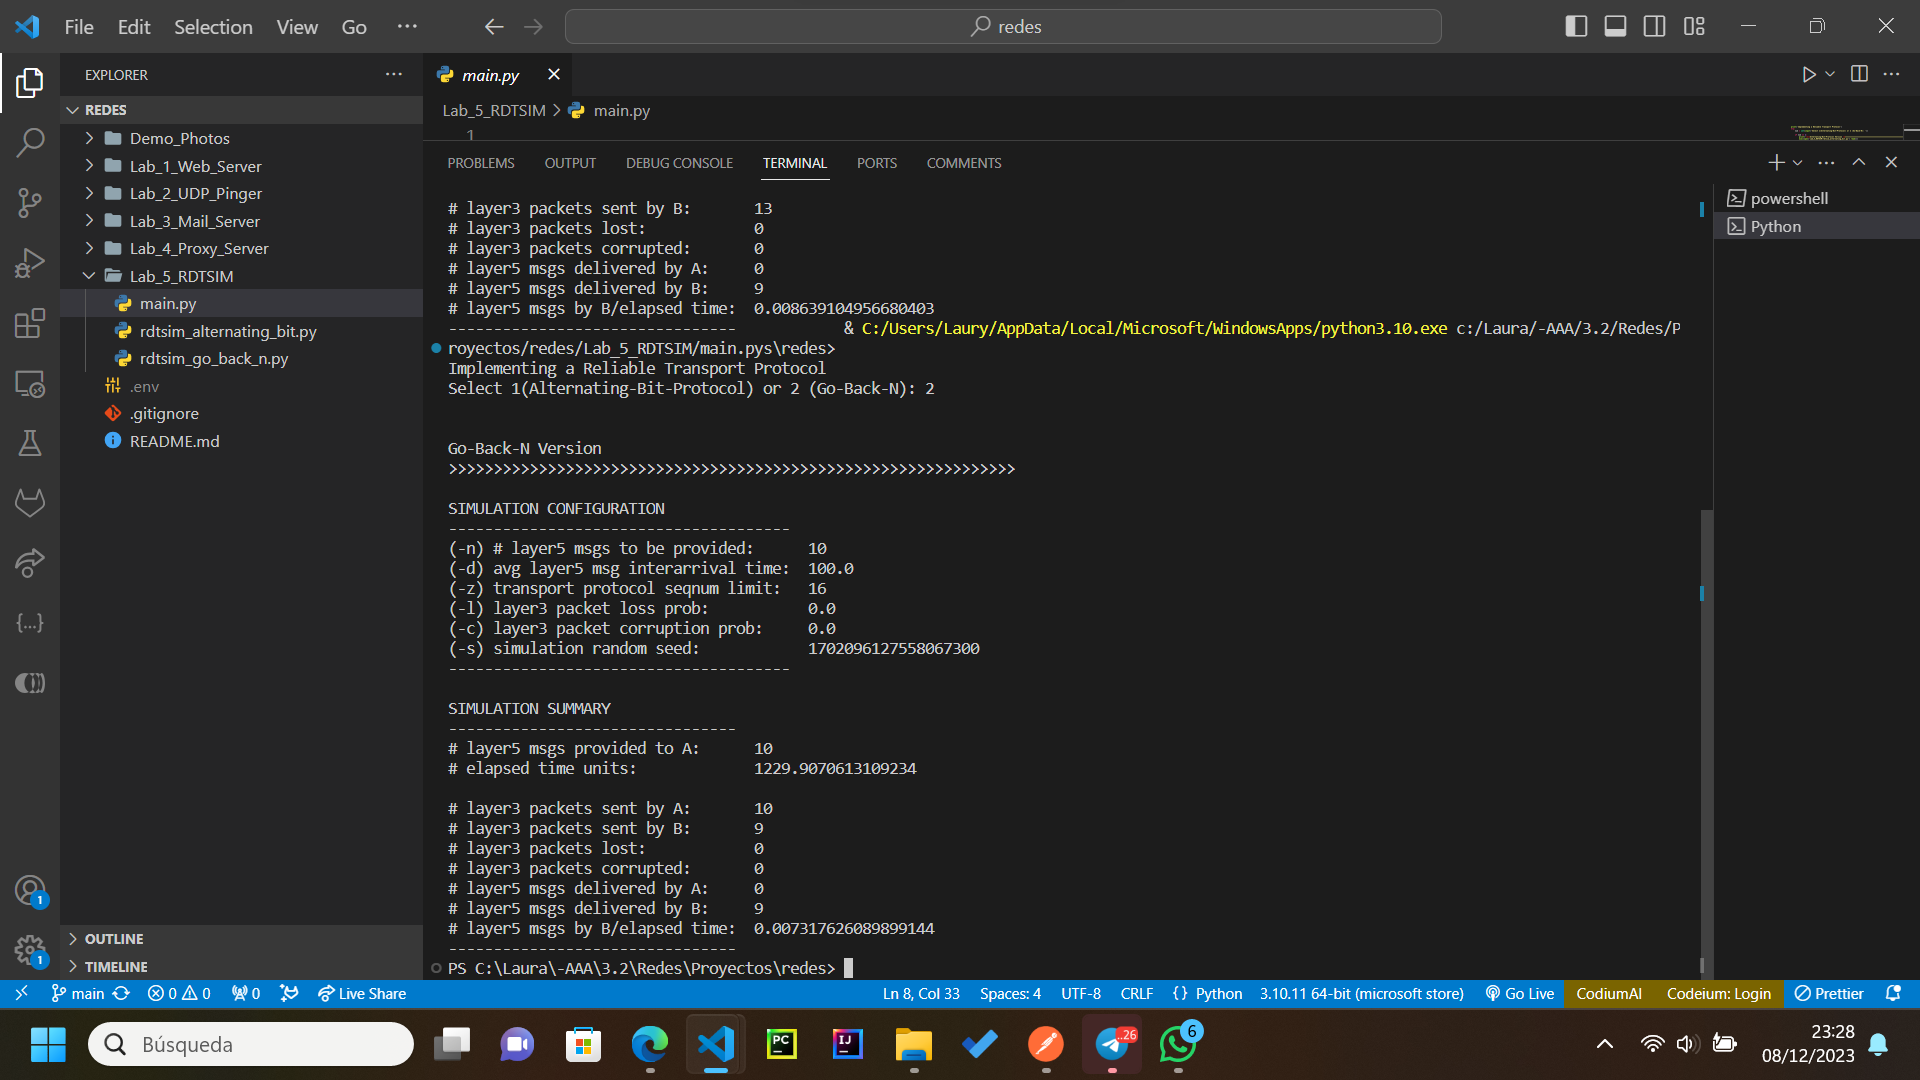 File Edit Selection View Go ···
redes
EXPLORER ···
REDES
Demo_Photos
Lab_1_Web_Server
Lab_2_UDP_Pinger
Lab_3_Mail_Server
Lab_4_Proxy_Server
Lab_5_RDTSIM
main.py
rdtsim_alternating_bit.py
rdtsim_go_back_n.py
.env
.gitignore
README.md
OUTLINE
TIMELINE
1
1
main.py
Lab_5_RDTSIM > main.py
1
PROBLEMS OUTPUT DEBUG CONSOLE TERMINAL PORTS COMMENTS
powershell
Python
# layer3 packets sent by B: 13
# layer3 packets lost: 0
# layer3 packets corrupted: 0
# layer5 msgs delivered by A: 0
# layer5 msgs delivered by B: 9
# layer5 msgs by B/elapsed time: 0.008639104956680403
-------------------------------- & C:/Users/Laury/AppData/Local/Microsoft/WindowsApps/python3.10.exe c:/Laura/-AAA/3.2/Redes/P
royectos/redes/Lab_5_RDTSIM/main.pys\redes>
Implementing a Reliable Transport Protocol
Select 1(Alternating-Bit-Protocol) or 2 (Go-Back-N): 2
Go-Back-N Version
>>>>>>>>>>>>>>>>>>>>>>>>>>>>>>>>>>>>>>>>>>>>>>>>>>>>>>>>>>>>>>>
SIMULATION CONFIGURATION
--------------------------------------
(-n) # layer5 msgs to be provided: 10
(-d) avg layer5 msg interarrival time: 100.0
(-z) transport protocol seqnum limit: 16
(-l) layer3 packet loss prob: 0.0
(-c) layer3 packet corruption prob: 0.0
(-s) simulation random seed: 1702096127558067300
--------------------------------------
SIMULATION SUMMARY
--------------------------------
# layer5 msgs provided to A: 10
# elapsed time units: 1229.9070613109234
# layer3 packets sent by A: 10
# layer3 packets sent by B: 9
# layer3 packets lost: 0
# layer3 packets corrupted: 0
# layer5 msgs delivered by A: 0
# layer5 msgs delivered by B: 9
# layer5 msgs by B/elapsed time: 0.007317626089899144
--------------------------------
PS C:\Laura\-AAA\3.2\Redes\Proyectos\redes>
main 0 0 0 Live Share Ln 8, Col 33 Spaces: 4 UTF-8 CRLF {} Python 3.10.11 64-bit (microsoft store) Go Live CodiumAI Codeium: Login Prettier
Búsqueda PC IJ ..26 6
23:28
08/12/2023